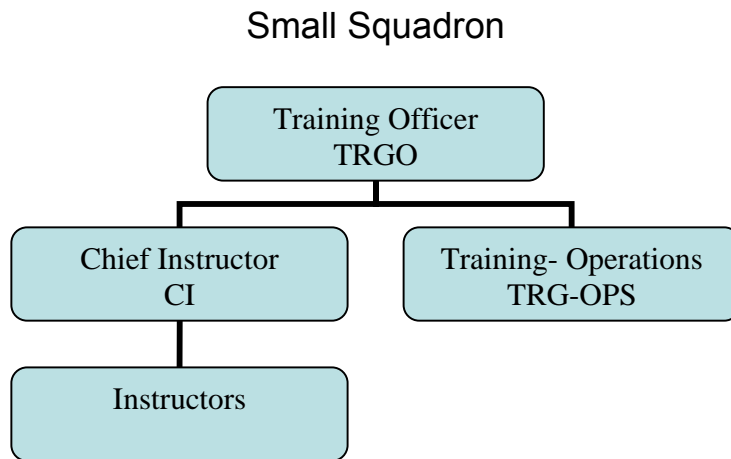 Small Squadron
Training Officer
TRGO
Chief Instructor
CI
Training- Operations
TRG-OPS
Instructors